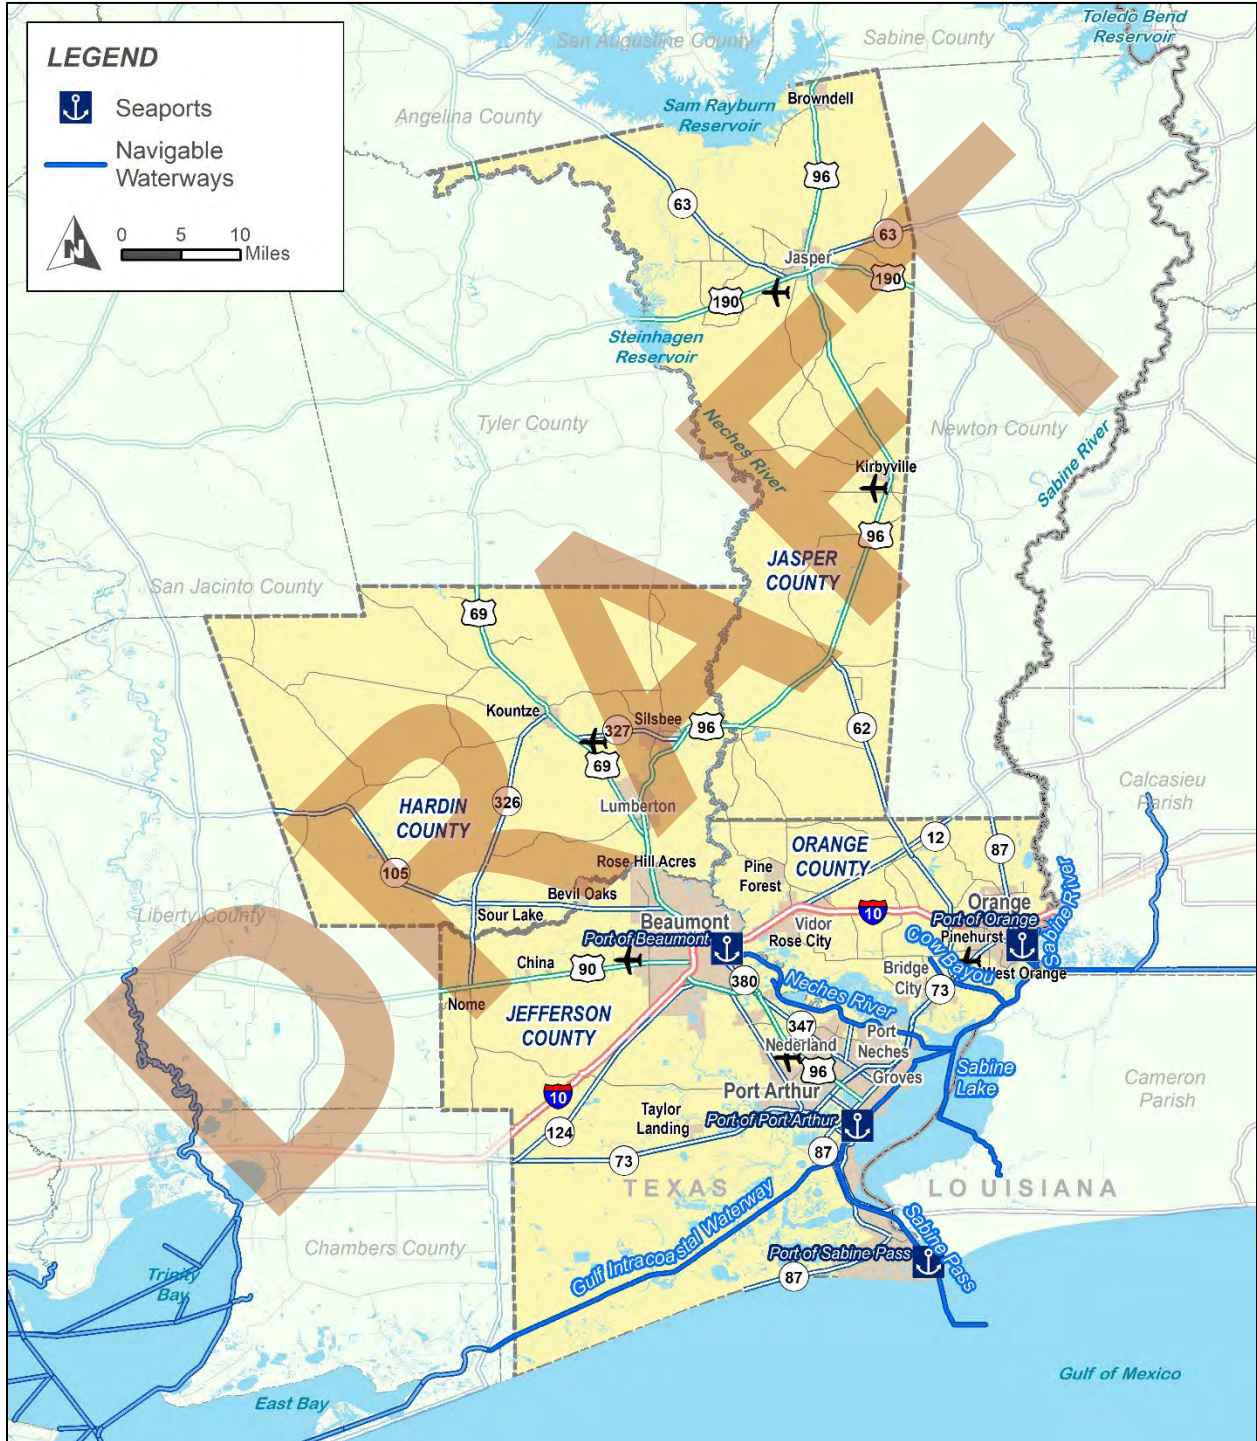 LEGEND
Seaports
Navigable
Waterways
N
0 5 10
Miles
Toledo Bend
Reservoir
San Augustine County
Sabine County
Angelina County
Sam Rayburn
Reservoir
Browndell
96
63
63
Jasper
190
190
Steinhagen
Reservoir
Tyler County
Neches River
Newton County
Sabine River
Kirbyville
96
JASPER
COUNTY
San Jacinto County
69
Kountze
327
Silsbee
96
62
69
Calcasieu
Parish
HARDIN
COUNTY
326
Lumberton
ORANGE
COUNTY
12
87
105
Rose Hill Acres
Pine
Forest
Bevil Oaks
Sour Lake
Liberty County
Beaumont
Port of Beaumont
Vidor
Rose City
10
Orange
Port of Orange
Pinehurst
West Orange
Sabine River
Cow Bayou
China
90
Nome
380
Neches River
Bridge
City
73
JEFFERSON
COUNTY
347
Nederland
Port
Neches
96
Groves
Sabine
Lake
Cameron
Parish
10
Port Arthur
Port of Port Arthur
Taylor
Landing
124
73
87
TEXAS
LOUISIANA
Gulf Intracoastal Waterway
Sabine Pass
Port of Sabine Pass
87
Chambers County
Trinity
Bay
East Bay
Gulf of Mexico
DRAFT